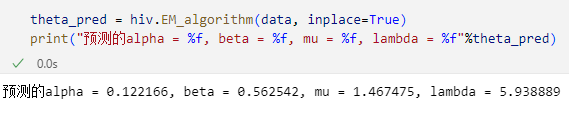 theta_pred = hiv.EM_algorithm(data, inplace=True)
print("预测的alpha = %f, beta = %f, mu = %f, lambda = %f"%theta_pred)
0.0s
预测的alpha = 0.122166, beta = 0.562542, mu = 1.467475, lambda = 5.938889